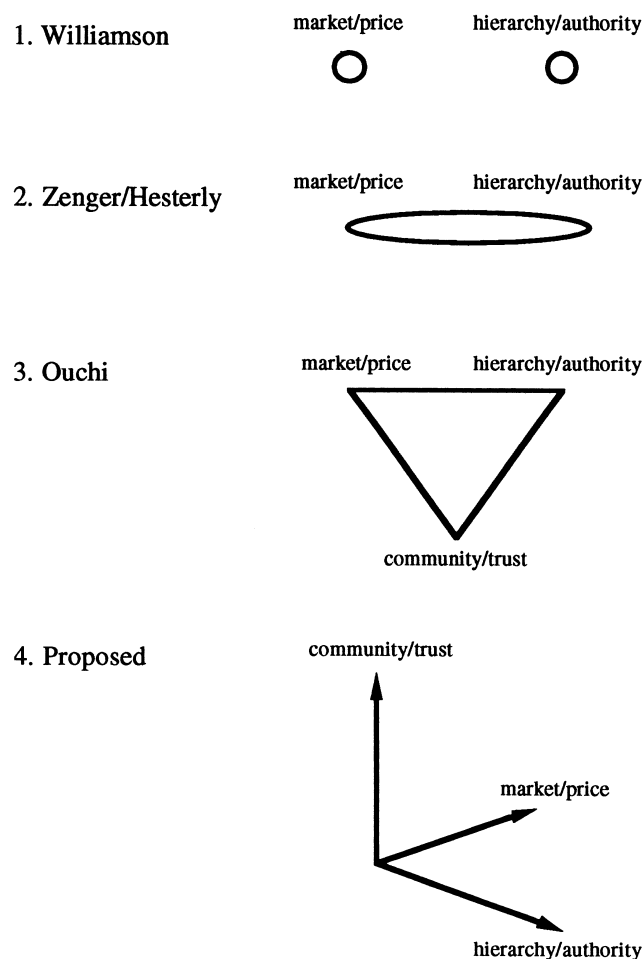 1. Williamson
market/price hierarchy/authority
2. Zenger/Hesterly
market/price hierarchy/authority
3. Ouchi
market/price hierarchy/authority
community/trust
4. Proposed
community/trust
market/price
hierarchy/authority